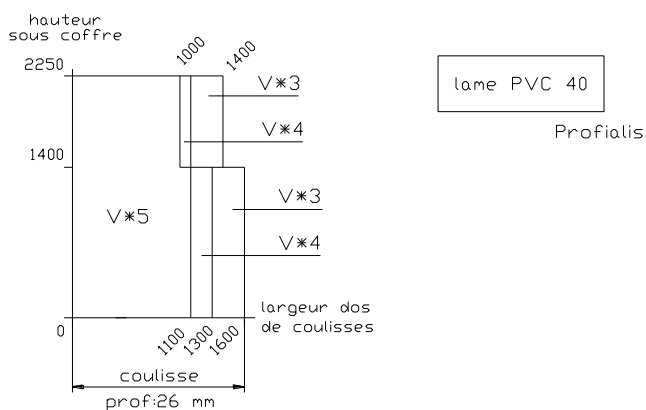 hauteur
sous coffre
2250
1000
1400
V*3
V*4
1400
V*5
V*3
V*4
0
1100
1300
1600
largeur dos
de coulisses
coulisse
prof:26 mm
lame PVC 40
Profialis